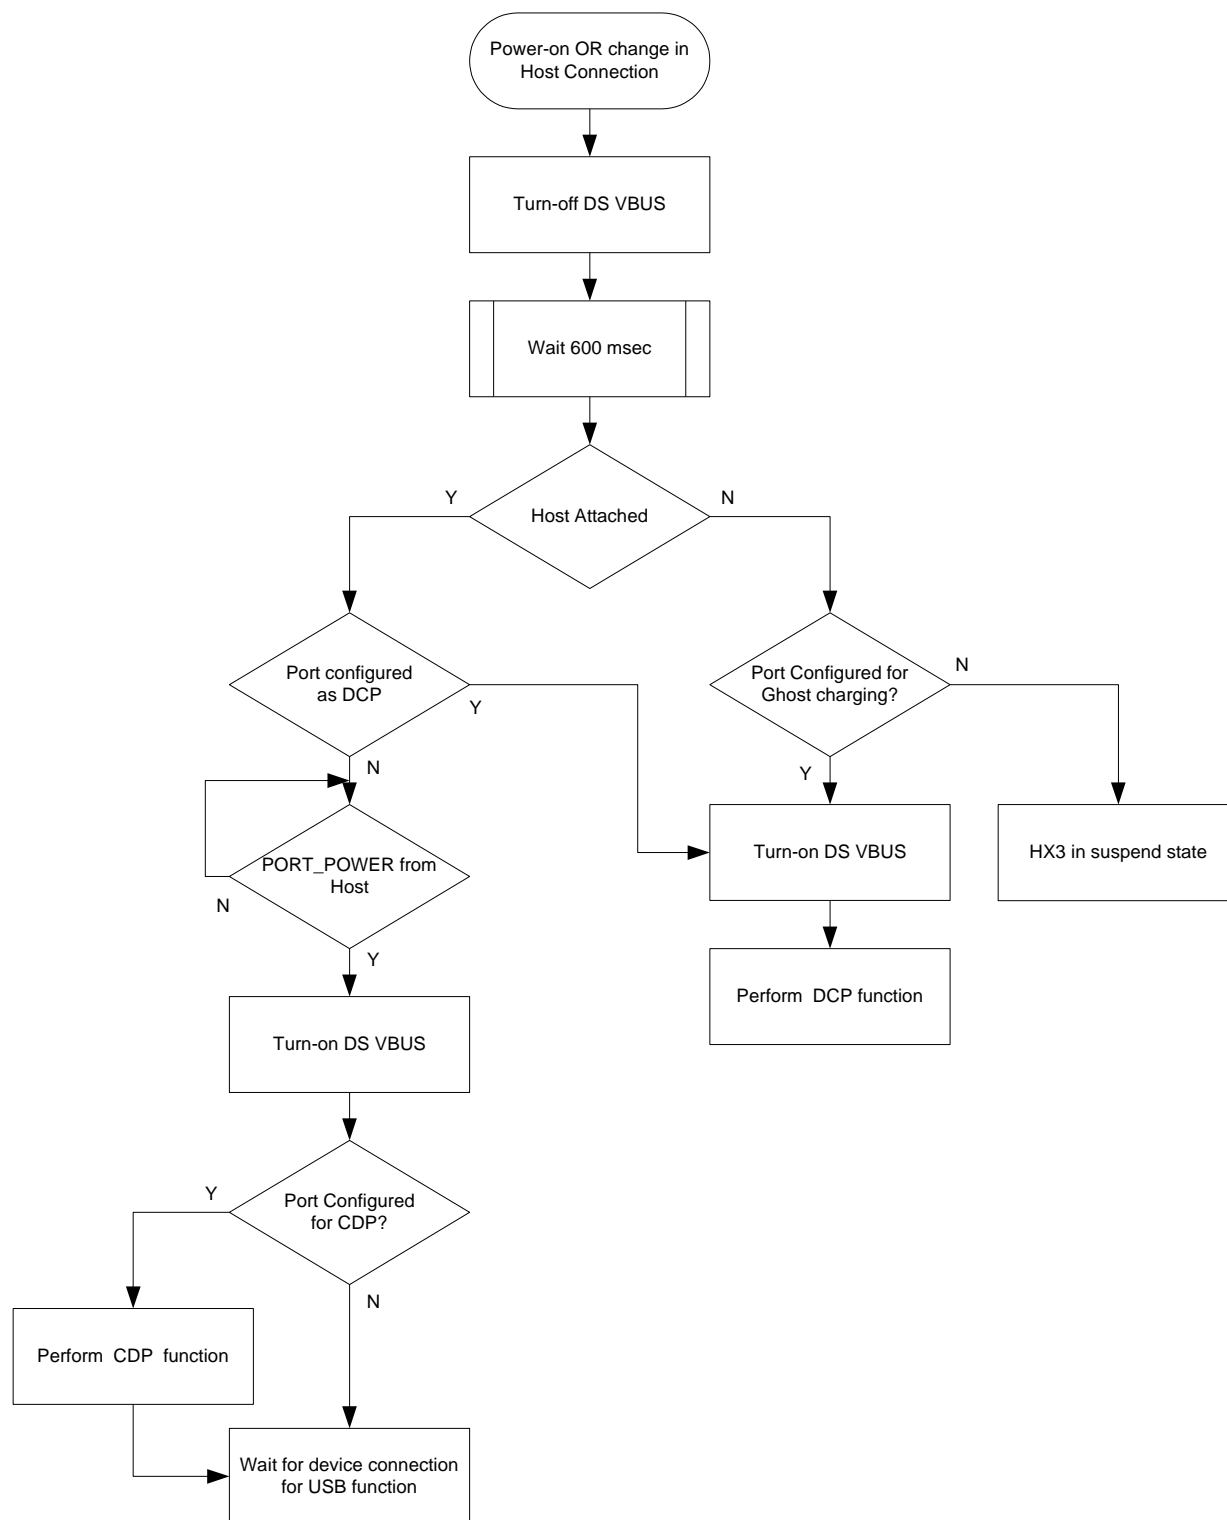 Power-on OR change in
Host Connection
Turn-off DS VBUS
Wait 600 msec
Y
N
Host Attached
Port configured
as DCP
Y
N
Port Configured for
Ghost charging?
N
Y
PORT_POWER from
Host
N
Y
Turn-on DS VBUS
HX3 in suspend state
Perform DCP function
Turn-on DS VBUS
Port Configured
for CDP?
Y
N
Perform CDP function
Wait for device connection
for USB function